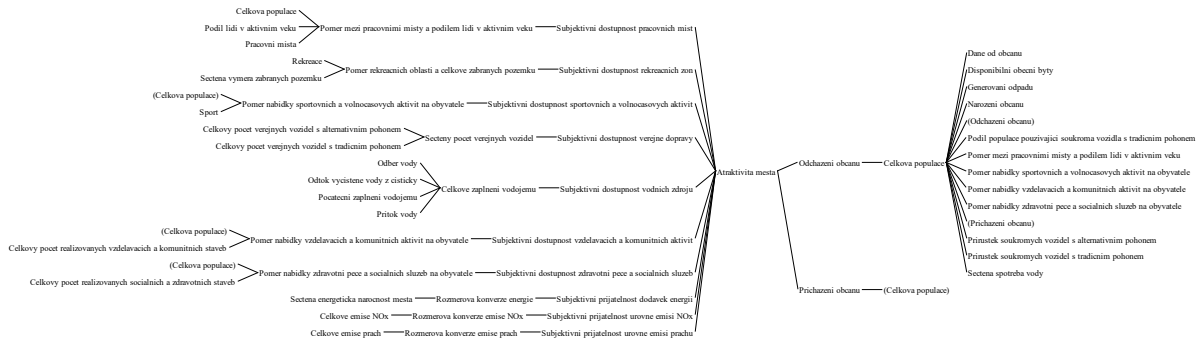 Celkova populace
Podil lidi v aktivnim veku
Pracovni mista
Pomer mezi pracovnimi misty a podilem lidi v aktivnim veku
Subjektivni dostupnost pracovnich mist
Rekreace
Sectena vymera zabranych pozemku
Pomer rekreacnich oblasti a celkove zabranych pozemku
Subjektivni dostupnost rekreacnich zon
(Celkova populace)
Sport
Pomer nabidky sportovnich a volnocasovych aktivit na obyvatele
Subjektivni dostupnost sportovnich a volnocasovych aktivit
Celkovy pocet verejnych vozidel s alternativnim pohonem
Celkovy pocet verejnych vozidel s tradicnim pohonem
Secteny pocet verejnych vozidel
Subjektivni dostupnost verejne dopravy
Odber vody
Odtok vycistene vody z cisticky
Pocatecni zaplneni vodojemu
Pritok vody
Celkove zaplneni vodojemu
Subjektivni dostupnost vodnich zdroju
(Celkova populace)
Celkovy pocet realizovanych vzdelavacich a komunitnich staveb
Pomer nabidky vzdelavacich a komunitnich aktivit na obyvatele
Subjektivni dostupnost vzdelavacich a komunitnich aktivit
(Celkova populace)
Celkovy pocet realizovanych socialnich a zdravotnich staveb
Pomer nabidky zdravotni pece a socialnich sluzeb na obyvatele
Subjektivni dostupnost zdravotni pece a socialnich sluzeb
Sectena energeticka narocnost mesta
Rozmerova konverze energie
Subjektivni prijatelnost dodavek energii
Celkove emise NOx
Rozmerova konverze emise NOx
Subjektivni prijatelnost urovne emisi NOx
Celkove emise prach
Rozmerova konverze emise prach
Subjektivni prijatelnost urovne emisi prachu
Atraktivita mesta
Odchazeni obcanu
Celkova populace
Dane od obcanu
Disponibilni obecni byty
Generovani odpadu
Narozeni obcanu
(Odchazeni obcanu)
Podil populace pouzivajici soukroma vozidla s tradicnim pohonem
Pomer mezi pracovnimi misty a podilem lidi v aktivnim veku
Pomer nabidky sportovnich a volnocasovych aktivit na obyvatele
Pomer nabidky vzdelavacich a komunitnich aktivit na obyvatele
Pomer nabidky zdravotni pece a socialnich sluzeb na obyvatele
(Prichazeni obcanu)
Prirustek soukromych vozidel s alternativnim pohonem
Prirustek soukromych vozidel s tradicnim pohonem
Sectena spotreba vody
Prichazeni obcanu
(Celkova populace)